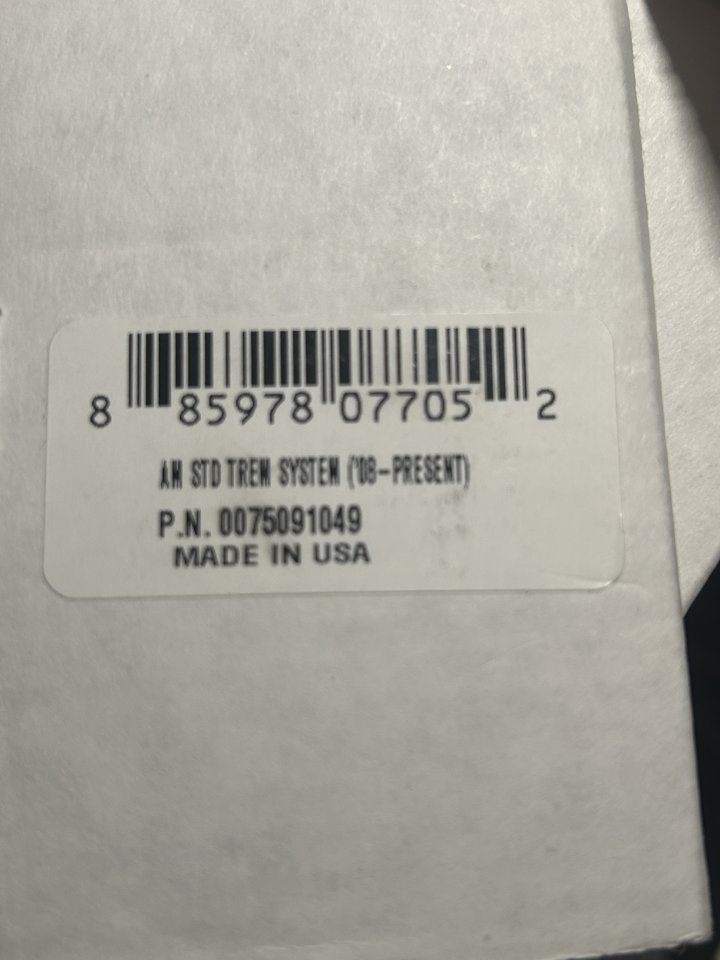 8 85978 07705 2
AM STD TREM SYSTEM ('08-PRESENT)
P.N. 0075091049
MADE IN USA